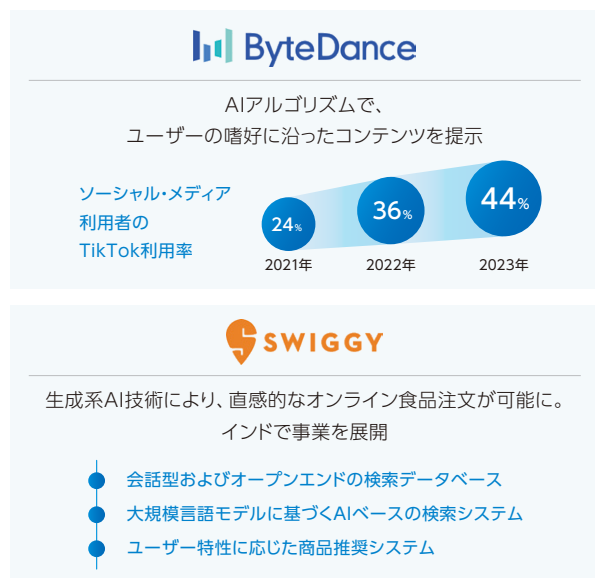 ByteDance
AIアルゴリズムで、
ユーザーの嗜好に沿ったコンテンツを提示
ソーシャル・メディア
利用者の
TikTok利用率
24%
36%
44%
2021年
2022年
2023年
SWIGGY
生成系AI技術により、直感的なオンライン食品注文が可能に。
インドで事業を展開
会話型およびオープンエンドの検索データベース
大規模言語モデルに基づくAIベースの検索システム
ユーザー特性に応じた商品推奨システム